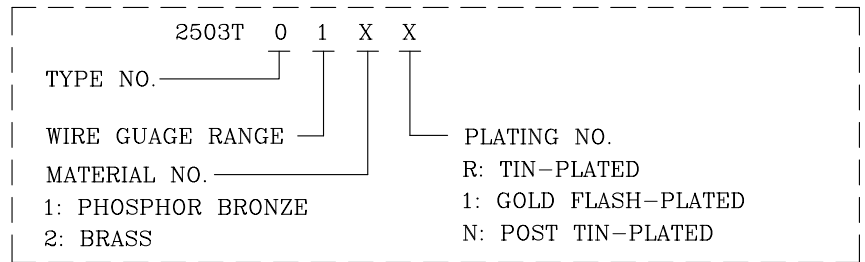 2503T 0 1 X X
TYPE NO.
WIRE GUAGE RANGE
MATERIAL NO.
1: PHOSPHOR BRONZE
2: BRASS
PLATING NO.
R: TIN-PLATED
1: GOLD FLASH-PLATED
N: POST TIN-PLATED